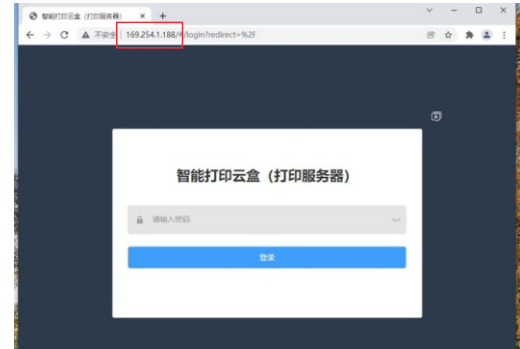 智能打印云盒 (打印服务器)
不安全 169.254.1.188/#/login?redirect=%2F
智能打印云盒（打印服务器）
请输入密码
登录